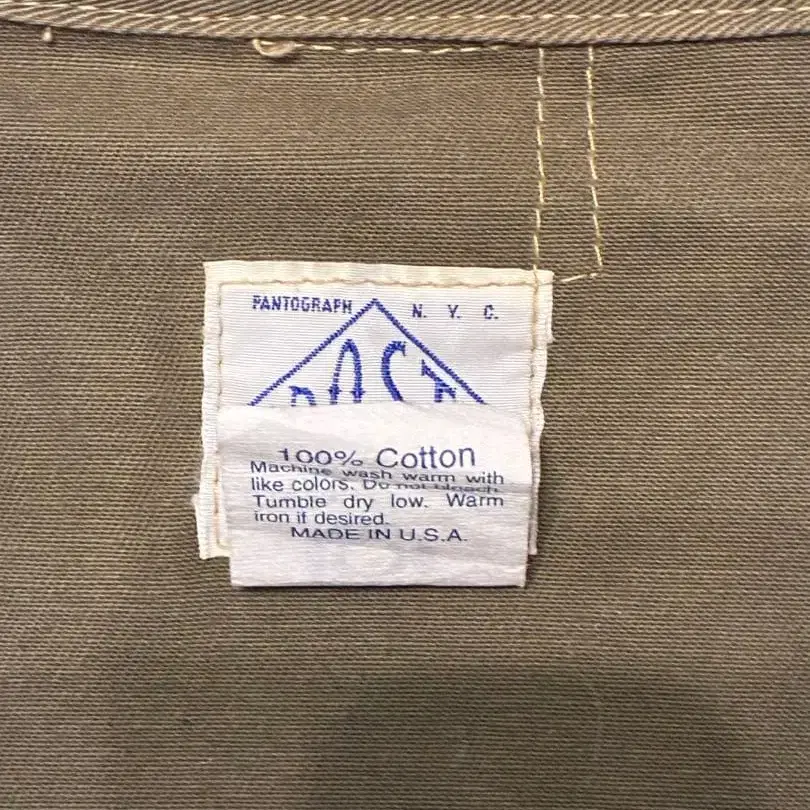 PANTOGRAPH N. Y. C.
100% Cotton
Machine wash warm with
like colors. Do not bleach.
Tumble dry low. Warm
iron if desired.
MADE IN U.S.A.